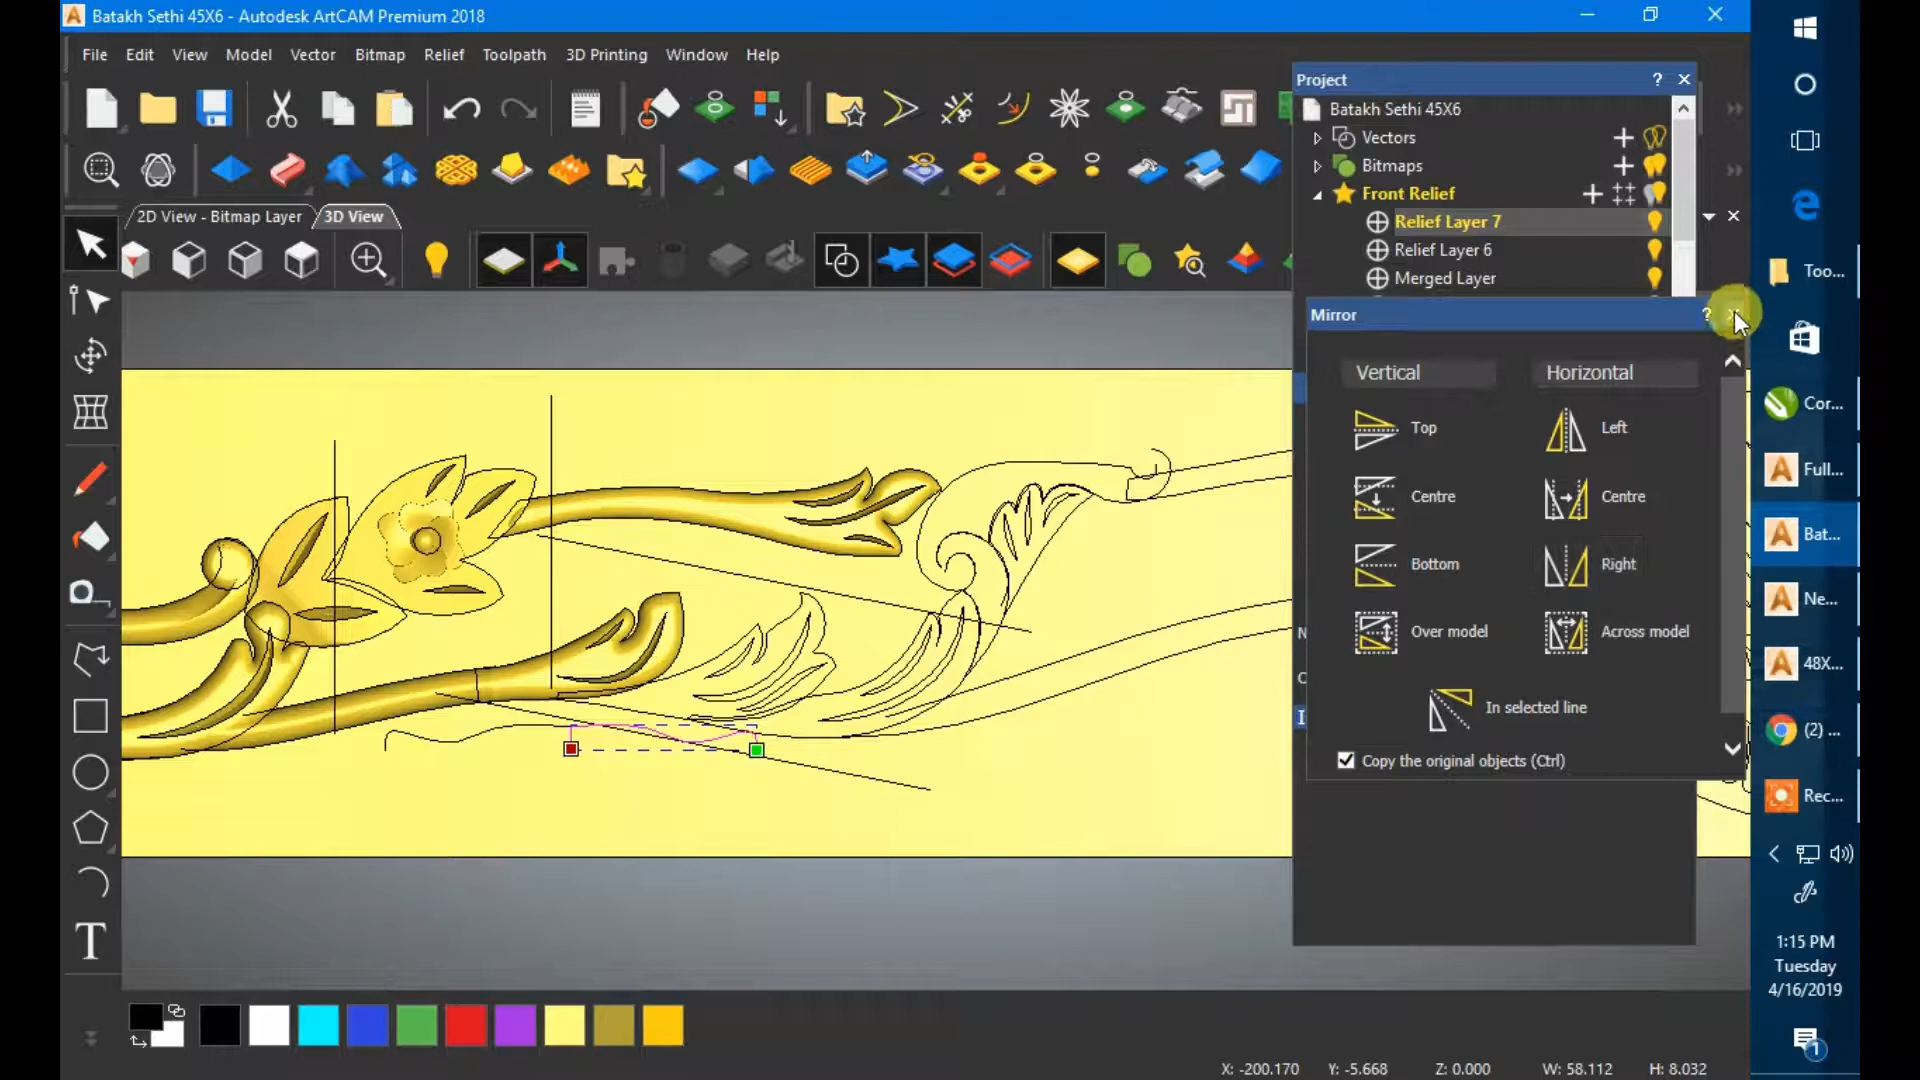 Batakh Sethi 45X6 - Autodesk ArtCAM Premium 2018
File Edit View Model Vector Bitmap Relief Toolpath 3D Printing Window Help
Project ?
Batakh Sethi 45X6
Vectors
Bitmaps
Front Relief
Relief Layer 7
Relief Layer 6
Merged Layer
2D View - Bitmap Layer 3D View
Mirror ?
Vertical Horizontal
Top Left
Centre Centre
Bottom Right
Over model Across model
In selected line
Copy the original objects (Ctrl)
Too...
Cor...
Full...
Bat...
Ne...
48X...
(2) ...
Rec...
1:15 PM
Tuesday
4/16/2019
1
T
X: -200.170 Y: -5.668 Z: 0.000 W: 58.112 H: 8.032